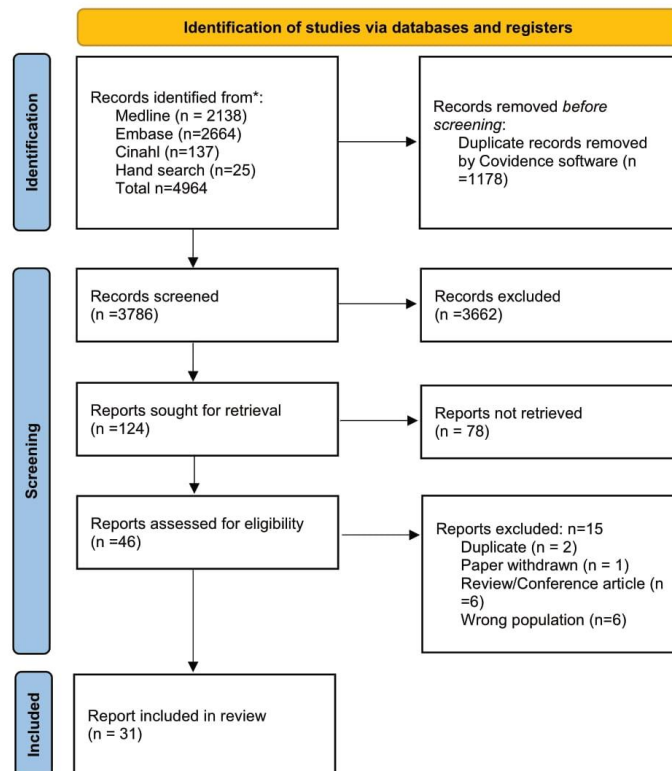 Identification of studies via databases and registers
Identification
Records identified from*:
Medline (n = 2138)
Embase (n=2664)
Cinahl (n=137)
Hand search (n=25)
Total n=4964
Records removed before
screening:
Duplicate records removed
by Covidence software (n
=1178)
Screening
Records screened
(n =3786)
Records excluded
(n =3662)
Reports sought for retrieval
(n =124)
Reports not retrieved
(n = 78)
Reports assessed for eligibility
(n =46)
Reports excluded: n=15
Duplicate (n = 2)
Paper withdrawn (n = 1)
Review/Conference article (n
=6)
Wrong population (n=6)
Included
Report included in review
(n = 31)